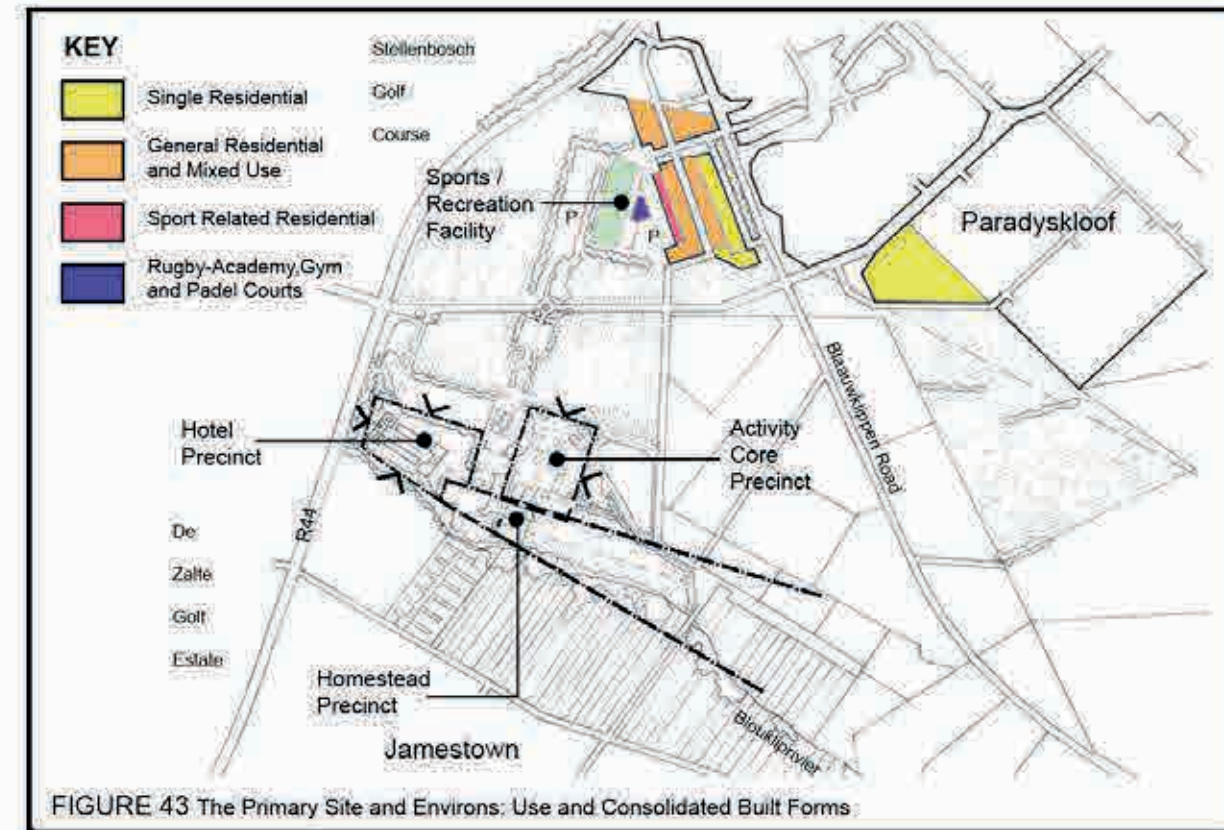 KEY
Single Residential
General Residential
and Mixed Use
Sport Related Residential
Rugby-Academy,Gym
and Padel Courts
Stellenbosch
Golf
Course
Sports /
Recreation
Facility
P
P
Paradyskloof
Hotel
Precinct
Activity
Core
Precinct
Blaauwklippen Road
R44
De
Zalte
Golf
Estate
Homestead
Precinct
Jamestown
Blouklliprivier
FIGURE 43 The Primary Site and Environs: Use and Consolidated Built Forms